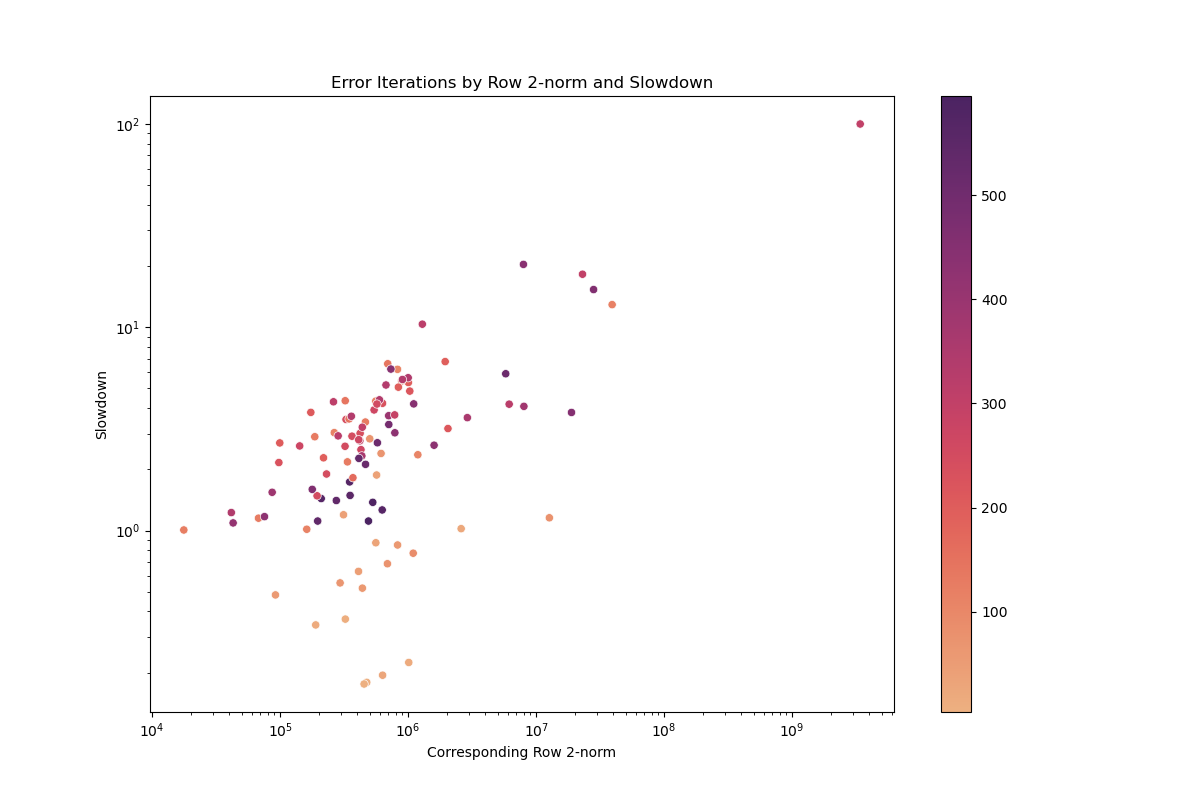 Error Iterations by Row 2-norm and Slowdown
Slowdown
10²
10¹
10⁰
10⁴ 10⁵ 10⁶ 10⁷ 10⁸ 10⁹
Corresponding Row 2-norm
500
400
300
200
100